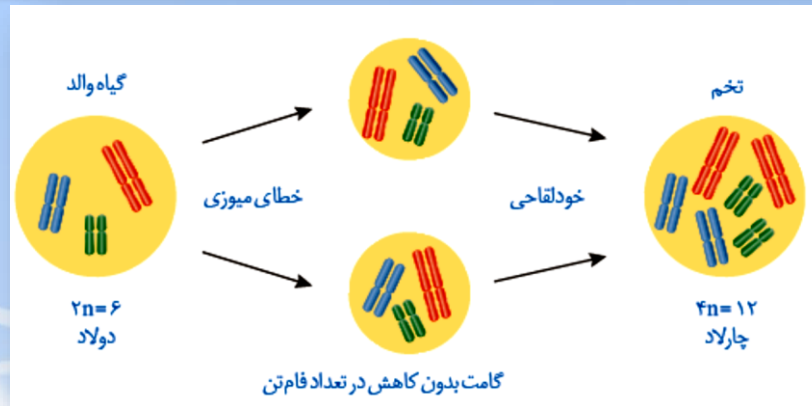 گیاه والد
تخم
خطای میوزی
خودلقاحی
۲n=۶
دولاد
۴n=۱۲
چارلاد
گامت بدون کاهش در تعداد فام‌تن